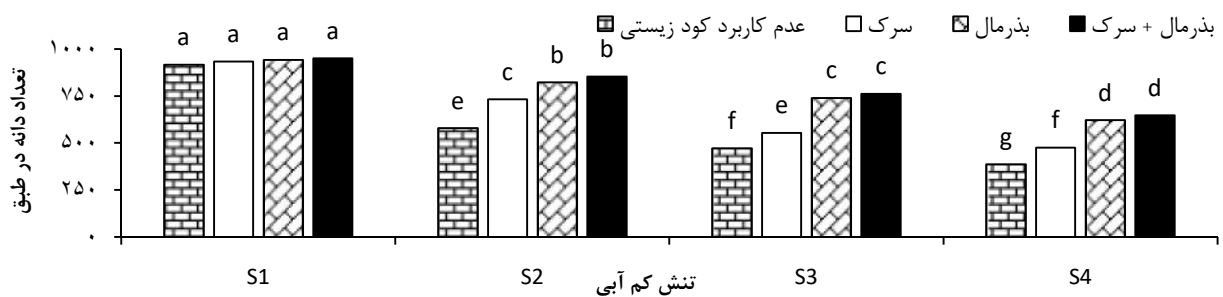 عدم کاربرد کود زیستی سرک بذرمال بذرمال + سرک
تعداد دانه در طبق
۱۰۰۰
۷۵۰
۵۰۰
۲۵۰
۰
a a a a
e c b b
f e c c
g f d d
S1 S2 S3 S4
تنش کم آبی